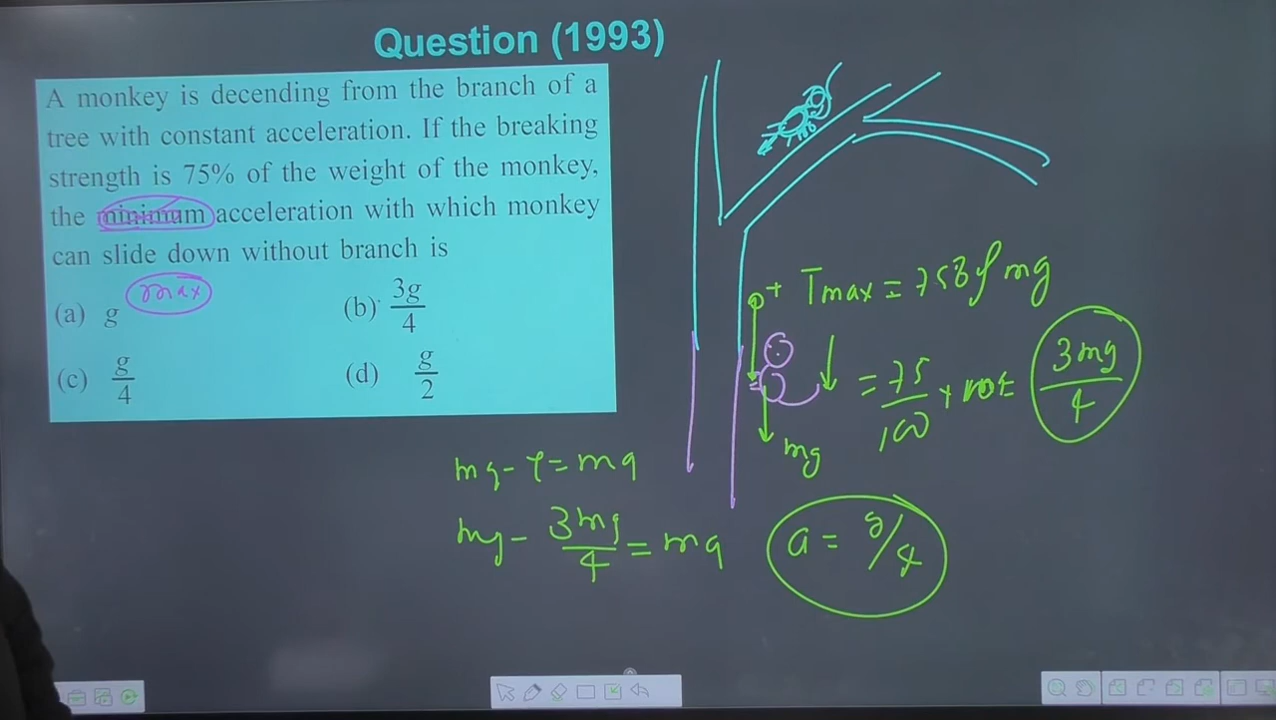 Question (1993)
A monkey is decending from the branch of a
tree with constant acceleration. If the breaking
strength is 75% of the weight of the monkey,
the minimum acceleration with which monkey
can slide down without branch is
max
(a) g
(b) 3g/4
(c) g/4
(d) g/2
Tmax = 75% of mg
= 75/100 × 3mg/4
mg
mg - T = ma
mg - 3mg/4 = ma
a = g/4